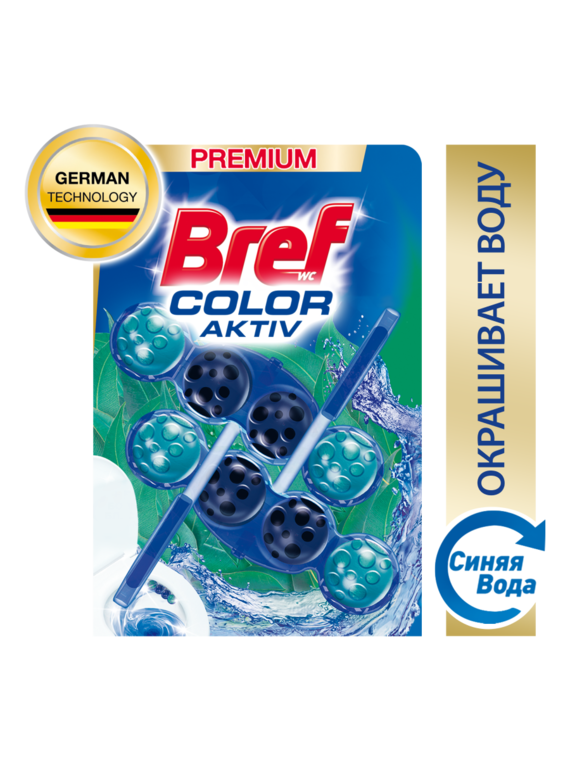 PREMIUM
GERMAN
TECHNOLOGY
Bref
WC
COLOR
AKTIV
ОКРАШИВАЕТ ВОДУ
Синяя
Вода